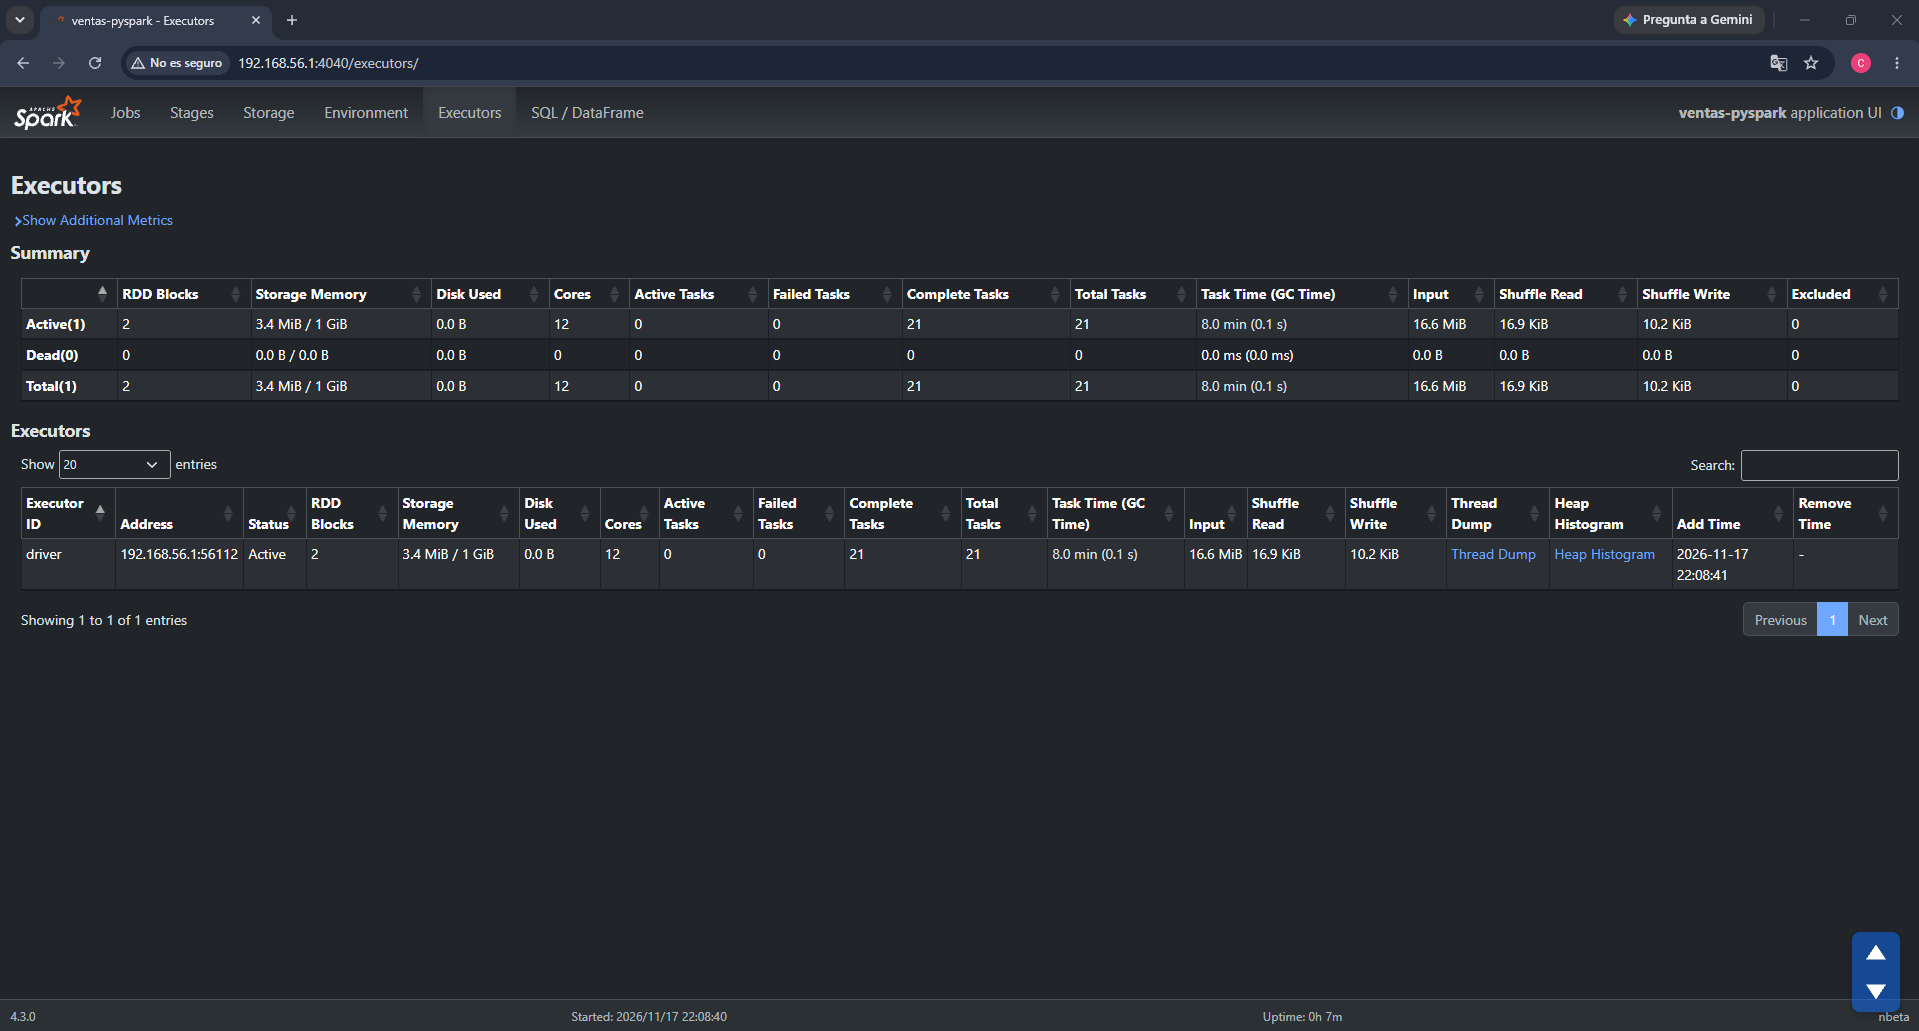 ventas-pyspark - Executors
Pregunta a Gemini
No es seguro 192.168.56.1:4040/executors/
C
APACHE Spark Jobs Stages Storage Environment Executors SQL / DataFrame ventas-pyspark application UI
Executors
Show Additional Metrics
Summary
RDD Blocks Storage Memory Disk Used Cores Active Tasks Failed Tasks Complete Tasks Total Tasks Task Time (GC Time) Input Shuffle Read Shuffle Write Excluded
Active(1) 2 3.4 MiB / 1 GiB 0.0 B 12 0 0 21 21 8.0 min (0.1 s) 16.6 MiB 16.9 KiB 10.2 KiB 0
Dead(0) 0 0.0 B / 0.0 B 0.0 B 0 0 0 0 0 0.0 ms (0.0 ms) 0.0 B 0.0 B 0.0 B 0
Total(1) 2 3.4 MiB / 1 GiB 0.0 B 12 0 0 21 21 8.0 min (0.1 s) 16.6 MiB 16.9 KiB 10.2 KiB 0
Executors
Show 20 entries Search:
Executor ID Address Status RDD Blocks Storage Memory Disk Used Cores Active Tasks Failed Tasks Complete Tasks Total Tasks Task Time (GC Time) Input Shuffle Read Shuffle Write Thread Dump Heap Histogram Add Time Remove Time
driver 192.168.56.1:56112 Active 2 3.4 MiB / 1 GiB 0.0 B 12 0 0 21 21 8.0 min (0.1 s) 16.6 MiB 16.9 KiB 10.2 KiB Thread Dump Heap Histogram 2026-11-17 22:08:41 -
Showing 1 to 1 of 1 entries Previous 1 Next
4.3.0 Started: 2026/11/17 22:08:40 Uptime: 0h 7m nbeta